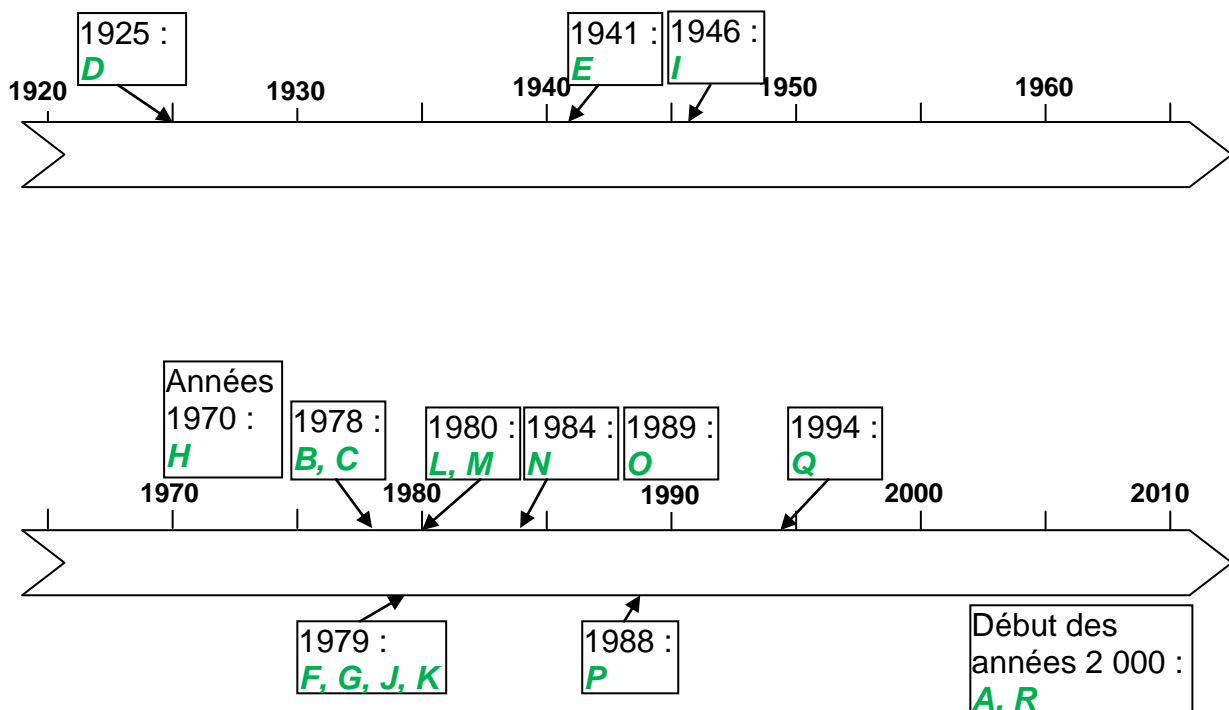 1925 :
D
1941 :
E
1946 :
I
1920
1930
1940
1950
1960
Années
1970 :
H
1978 :
B, C
1980 :
L, M
1984 :
N
1989 :
O
1994 :
Q
1970
1980
1990
2000
2010
1979 :
F, G, J, K
1988 :
P
Début des
années 2 000 :
A, R